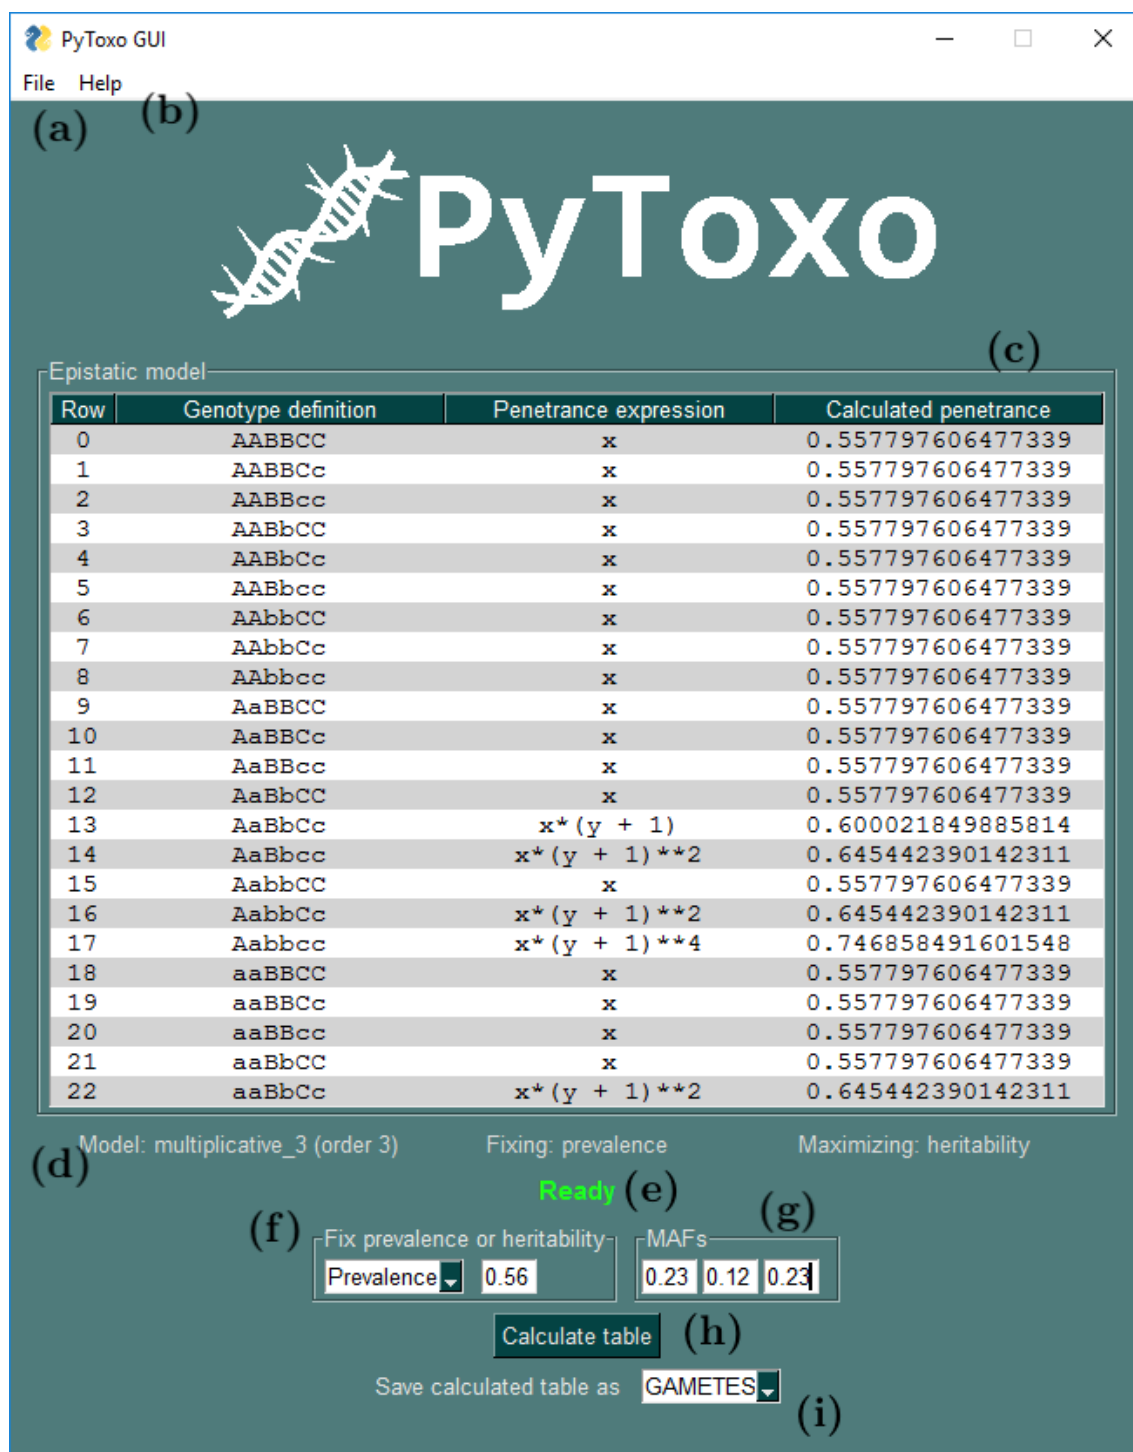 PyToxo GUI
File Help
(a) (b)
PyToxo
(c)
Epistatic model
Row Genotype definition Penetrance expression Calculated penetrance
0 AABBCC x 0.557797606477339
1 AABBCc x 0.557797606477339
2 AABBcc x 0.557797606477339
3 AABbCC x 0.557797606477339
4 AABbCc x 0.557797606477339
5 AABbcc x 0.557797606477339
6 AAbbCC x 0.557797606477339
7 AAbbCc x 0.557797606477339
8 AAbbcc x 0.557797606477339
9 AaBBCC x 0.557797606477339
10 AaBBCc x 0.557797606477339
11 AaBBcc x 0.557797606477339
12 AaBbCC x 0.557797606477339
13 AaBbCc x*(y + 1) 0.600021849885814
14 AaBbcc x*(y + 1)**2 0.645442390142311
15 AabbCC x 0.557797606477339
16 AabbCc x*(y + 1)**2 0.645442390142311
17 Aabbcc x*(y + 1)**4 0.746858491601548
18 aaBBCC x 0.557797606477339
19 aaBBCc x 0.557797606477339
20 aaBBcc x 0.557797606477339
21 aaBbCC x 0.557797606477339
22 aaBbCc x*(y + 1)**2 0.645442390142311
(d) Model: multiplicative_3 (order 3) Fixing: prevalence Maximizing: heritability
Ready (e)
(f) Fix prevalence or heritability (g) MAFs
Prevalence 0.56 0.23 0.12 0.23
Calculate table (h)
Save calculated table as GAMETES (i)